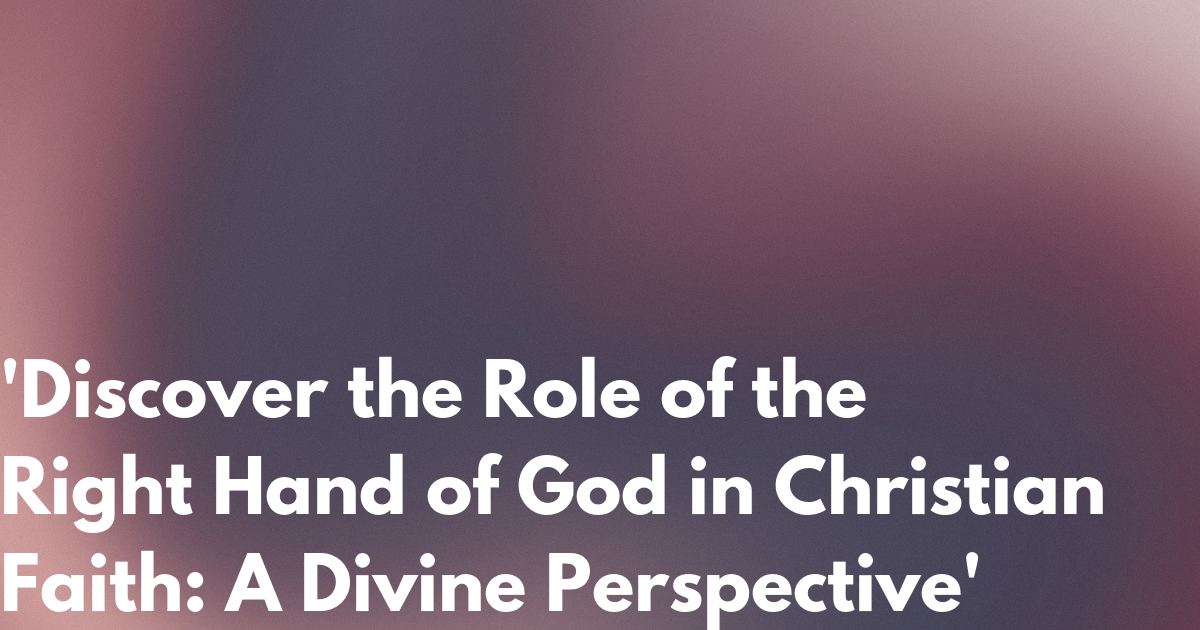 'Discover the Role of the
Right Hand of God in Christian
Faith: A Divine Perspective'